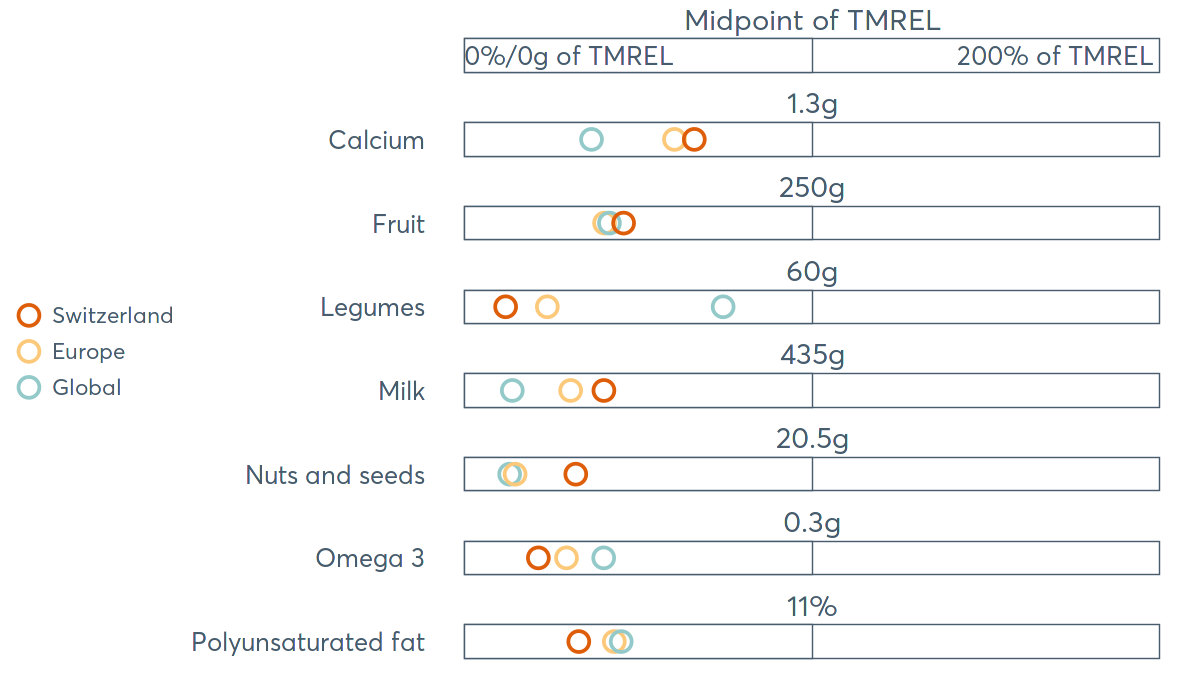 Midpoint of TMREL
0%/0g of TMREL
200% of TMREL
1.3g
Calcium
250g
Fruit
60g
Legumes
435g
Milk
20.5g
Nuts and seeds
0.3g
Omega 3
11%
Polyunsaturated fat
Switzerland
Europe
Global